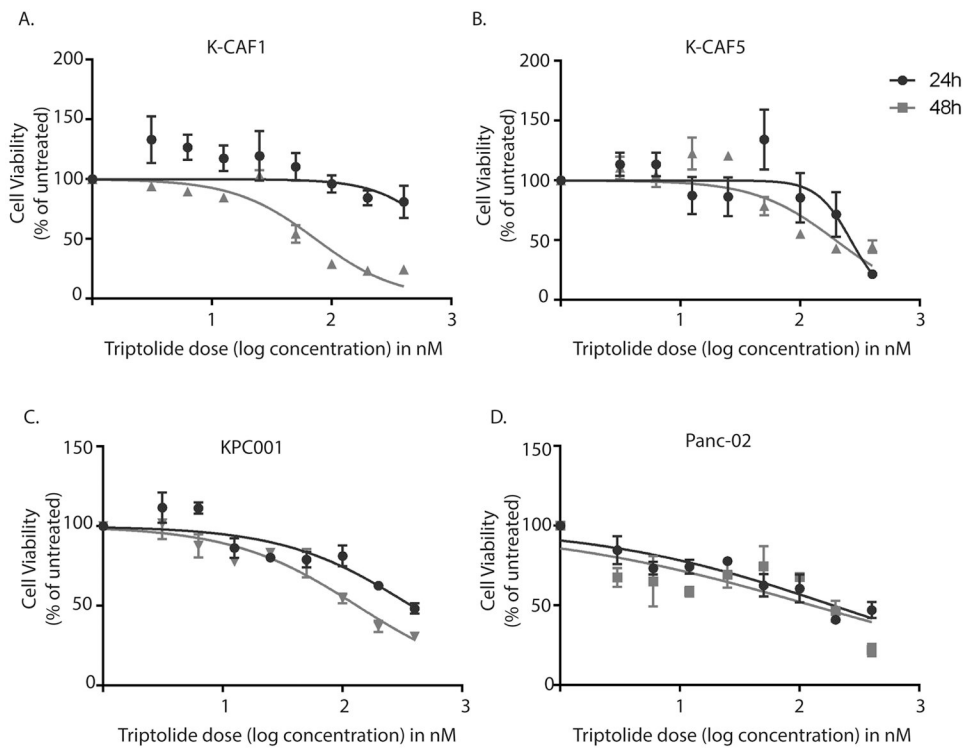 A.
K-CAF1
200
150
100
50
0
1
2
3
Cell Viability
(% of untreated)
Triptolide dose (log concentration) in nM
B.
K-CAF5
200
150
100
50
0
1
2
3
Cell Viability
(% of untreated)
Triptolide dose (log concentration) in nM
24h
48h
C.
KPC001
150
100
50
0
1
2
3
Cell Viability
(% of untreated)
Triptolide dose (log concentration) in nM
D.
Panc-02
150
100
50
0
1
2
3
Cell Viability
(% of untreated)
Triptolide dose (log concentration) in nM